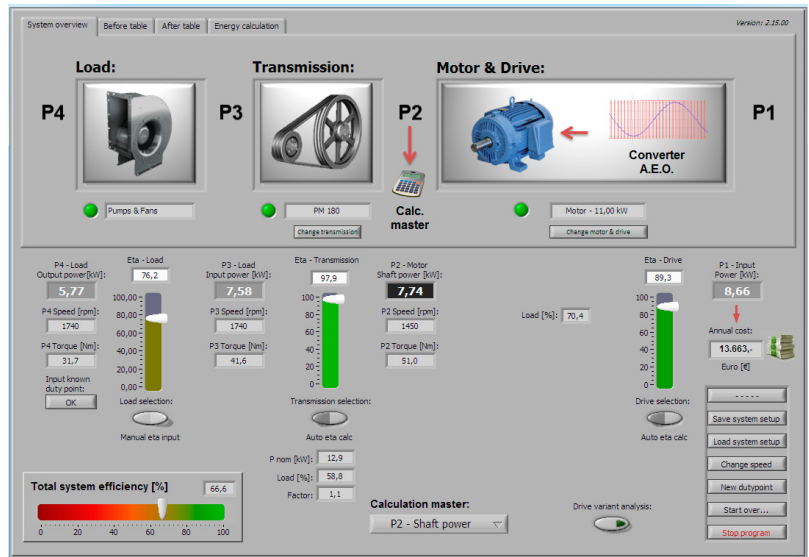 System overview
Before table
After table
Energy calculation
Version: 2.15.00
Load:
Transmission:
Motor & Drive:
P4
P3
P2
P1
Converter
A.E.O.
Calc.
master
Pumps & Fans
PM 180
Motor - 11,00 kW
Change transmission
Change motor & drive
P4 - Load
Output power[kW]:
5,77
P4 Speed [rpm]:
1740
P4 Torque [Nm]:
31,7
Input known
duty point:
OK
Eta - Load
76,2
100,00
80,00
60,00
40,00
20,00
0,00
Load selection:
Manual eta input
P3 - Load
Input power [kW]:
7,58
P3 Speed [rpm]:
1740
P3 Torque [Nm]:
41,6
Eta - Transmission
97,9
100
80
60
40
20
0
Transmission selection:
Auto eta calc
P nom [kW]:
12,9
Load [%]:
58,8
Factor:
1,1
P2 - Motor
Shaft power [kW]:
7,74
P2 Speed [rpm]:
1450
P2 Torque [Nm]:
51,0
Load [%]:
70,4
Eta - Drive
89,3
100
80
60
40
20
0
Drive selection:
Auto eta calc
P1 - Input
Power [kW]:
8,66
Annual cost:
13.663,-
Euro [€]
- - - - -
Save system setup
Load system setup
Change speed
New dutypoint
Start over...
Stop program
Total system efficiency [%]
66,6
0
20
40
60
80
100
Calculation master:
P2 - Shaft power
Drive variant analysis: